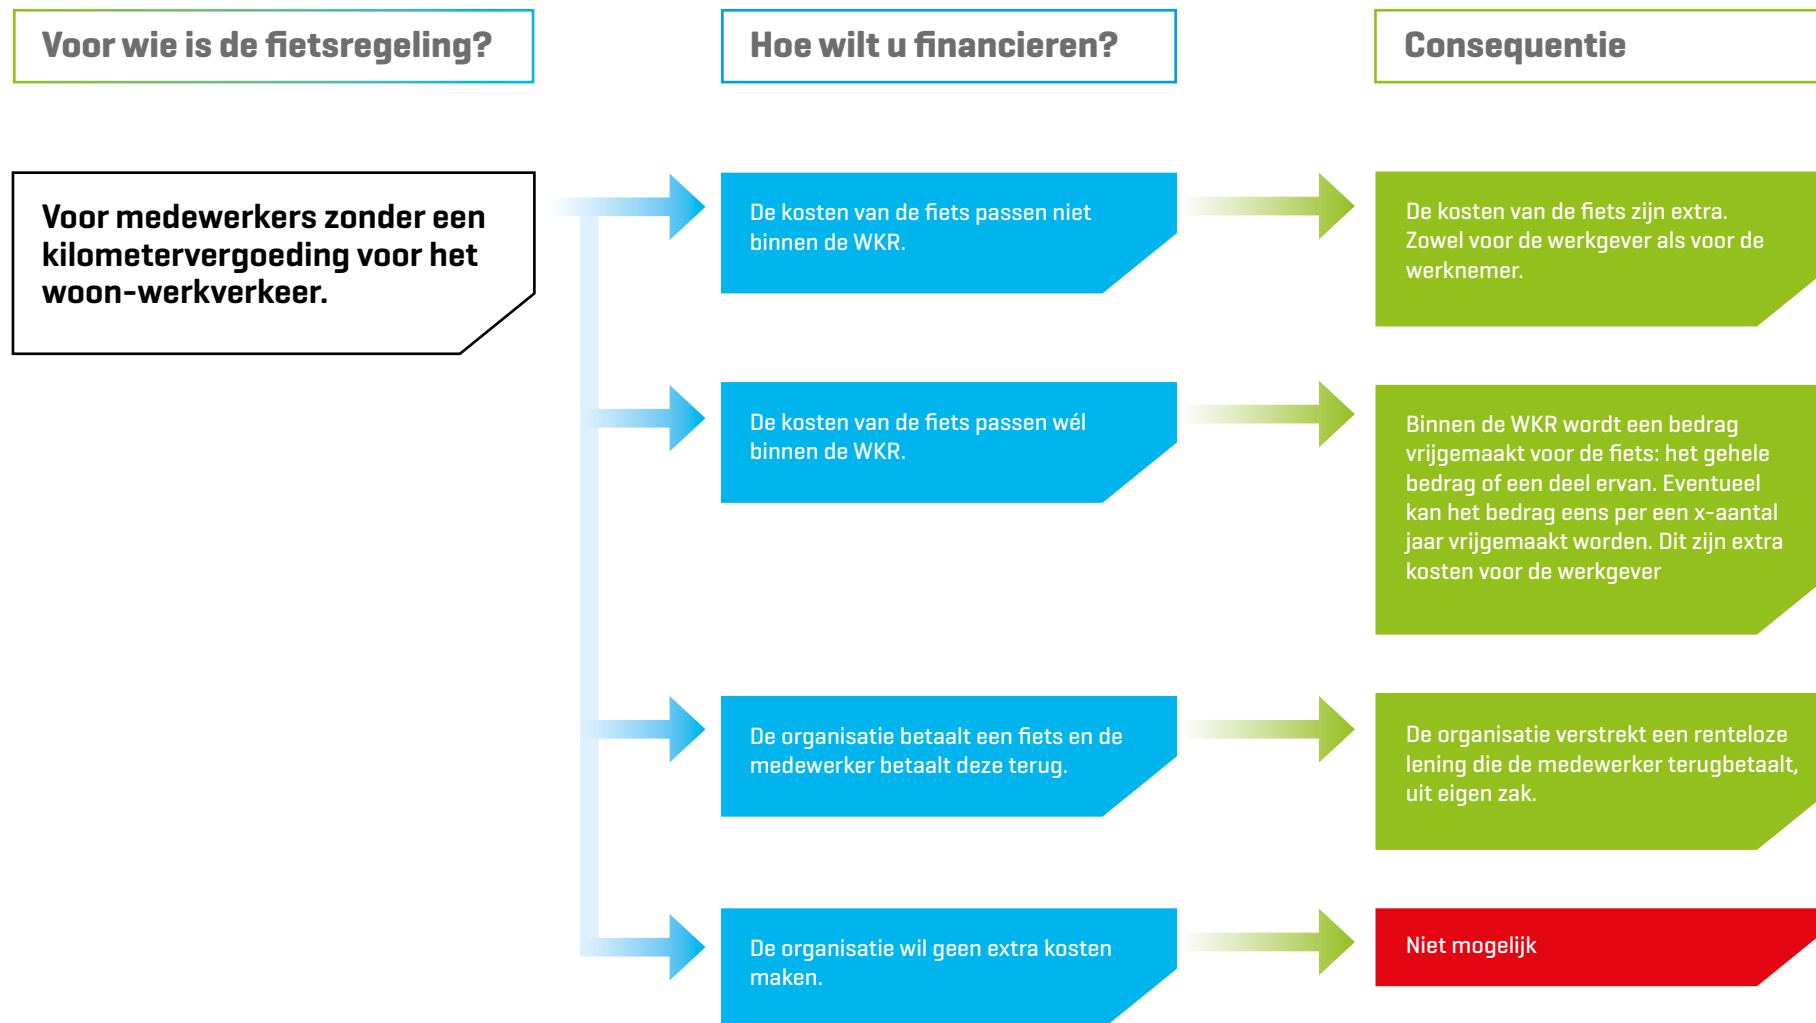 Voor wie is de fietsregeling?
Hoe wilt u financieren?
Consequentie
Voor medewerkers zonder een
kilometervergoeding voor het
woon-werkverkeer.
De kosten van de fiets passen niet
binnen de WKR.
De kosten van de fiets zijn extra.
Zowel voor de werkgever als voor de
werknemer.
De kosten van de fiets passen wél
binnen de WKR.
Binnen de WKR wordt een bedrag
vrijgemaakt voor de fiets: het gehele
bedrag of een deel ervan. Eventueel
kan het bedrag eens per een x-aantal
jaar vrijgemaakt worden. Dit zijn extra
kosten voor de werkgever
De organisatie betaalt een fiets en de
medewerker betaalt deze terug.
De organisatie verstrekt een renteloze
lening die de medewerker terugbetaalt,
uit eigen zak.
De organisatie wil geen extra kosten
maken.
Niet mogelijk